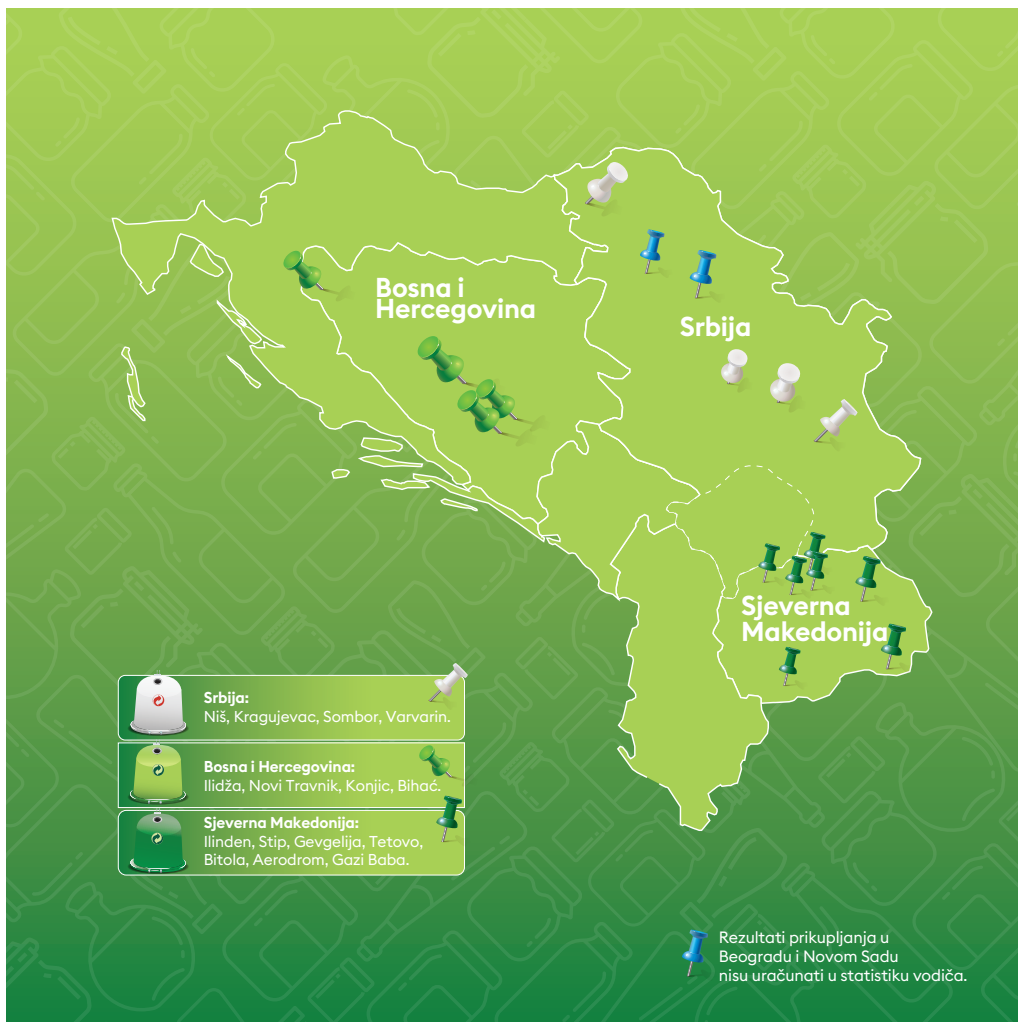 Bosna i
Hercegovina
Srbija
Sjeverna
Makedonija
Srbija:
Niš, Kragujevac, Sombor, Varvarin.
Bosna i Hercegovina:
Ilidža, Novi Travnik, Konjic, Bihać.
Sjeverna Makedonija:
Ilinden, Stip, Gevgelija, Tetovo,
Bitola, Aerodrom, Gazi Baba.
Rezultati prikupljanja u
Beogradu i Novom Sadu
nisu uračunati u statistiku vodiča.